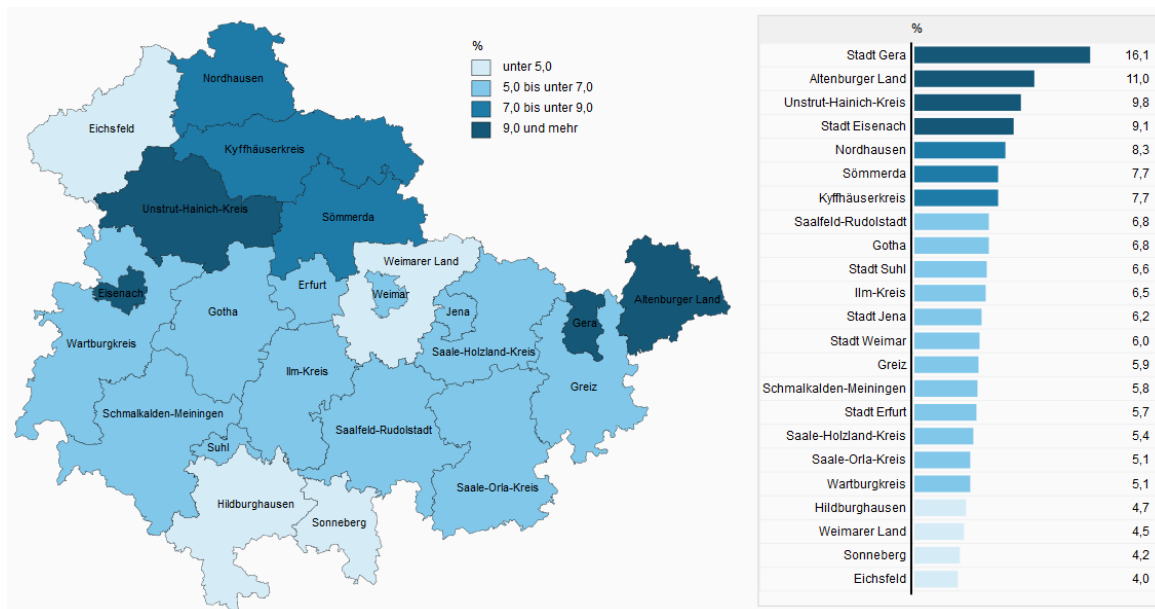 %
unter 5,0
5,0 bis unter 7,0
7,0 bis unter 9,0
9,0 und mehr
Nordhausen
Eichsfeld
Kyffhäuserkreis
Unstrut-Hainich-Kreis
Sömmerda
Weimarer Land
Eisenach
Erfurt
Weimar
Altenburger Land
Gotha
Jena
Gera
Wartburgkreis
Saale-Holzland-Kreis
Ilm-Kreis
Greiz
Schmalkalden-Meiningen
Saalfeld-Rudolstadt
Suhl
Saale-Orla-Kreis
Hildburghausen
Sonneberg
%
Stadt Gera 16,1
Altenburger Land 11,0
Unstrut-Hainich-Kreis 9,8
Stadt Eisenach 9,1
Nordhausen 8,3
Sömmerda 7,7
Kyffhäuserkreis 7,7
Saalfeld-Rudolstadt 6,8
Gotha 6,8
Stadt Suhl 6,6
Ilm-Kreis 6,5
Stadt Jena 6,2
Stadt Weimar 6,0
Greiz 5,9
Schmalkalden-Meiningen 5,8
Stadt Erfurt 5,7
Saale-Holzland-Kreis 5,4
Saale-Orla-Kreis 5,1
Wartburgkreis 5,1
Hildburghausen 4,7
Weimarer Land 4,5
Sonneberg 4,2
Eichsfeld 4,0